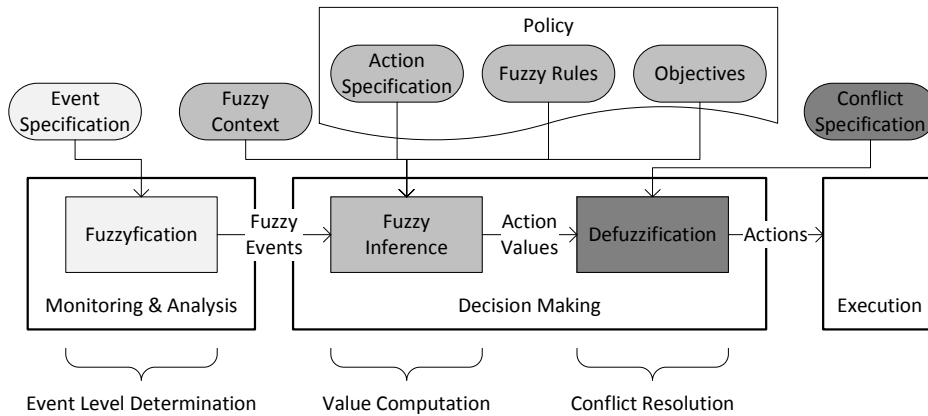 Policy
Action
Specification
Fuzzy Rules
Objectives
Event
Specification
Fuzzy
Context
Conflict
Specification
Fuzzyfication
Fuzzy
Events
Fuzzy
Inference
Action
Values
Defuzzification
Actions
Monitoring & Analysis
Decision Making
Execution
Event Level Determination
Value Computation
Conflict Resolution